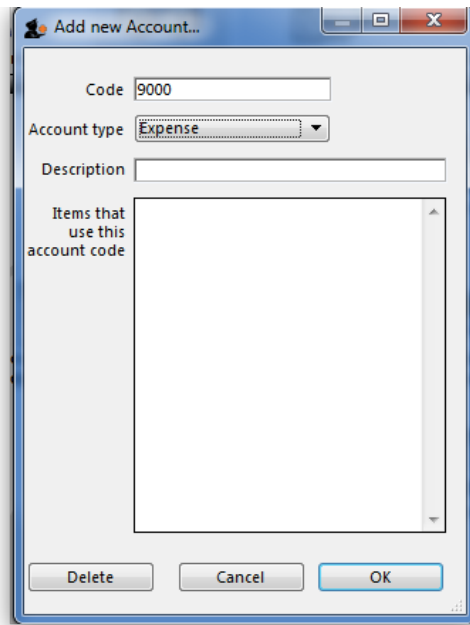 Add new Account...
Code 9000
Account type Expense
Description
Items that
use this
account code
Delete Cancel OK